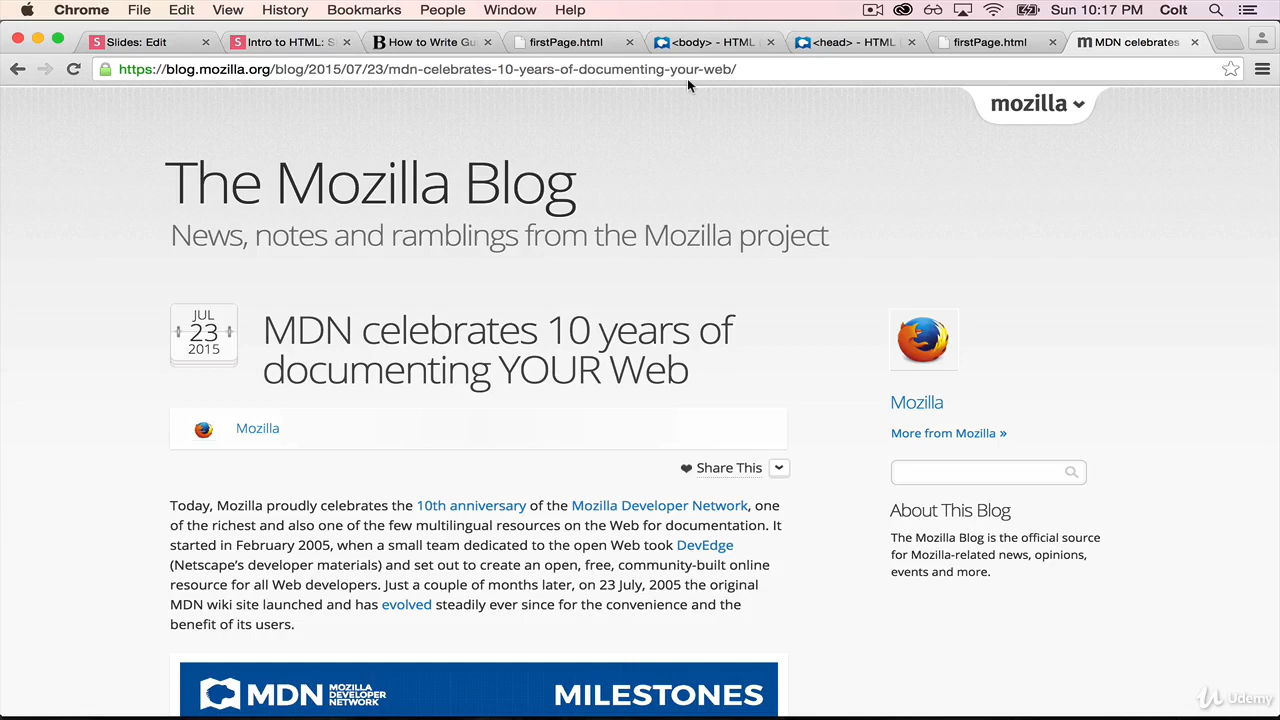 Chrome File Edit View History Bookmarks People Window Help Sun 10:17 PM Colt
Slides: Edit Intro to HTML: S How to Write Gu firstPage.html <body> - HTML <head> - HTML firstPage.html MDN celebrates
https://blog.mozilla.org/blog/2015/07/23/mdn-celebrates-10-years-of-documenting-your-web/
mozilla
The Mozilla Blog
News, notes and ramblings from the Mozilla project
JUL
23
2015
MDN celebrates 10 years of
documenting YOUR Web
Mozilla
Share This
Today, Mozilla proudly celebrates the 10th anniversary of the Mozilla Developer Network, one
of the richest and also one of the few multilingual resources on the Web for documentation. It
started in February 2005, when a small team dedicated to the open Web took DevEdge
(Netscape's developer materials) and set out to create an open, free, community-built online
resource for all Web developers. Just a couple of months later, on 23 July, 2005 the original
MDN wiki site launched and has evolved steadily ever since for the convenience and the
benefit of its users.
MDN MOZILLA
DEVELOPER
NETWORK
MILESTONES
Mozilla
More from Mozilla »
About This Blog
The Mozilla Blog is the official source
for Mozilla-related news, opinions,
events and more.
Udemy